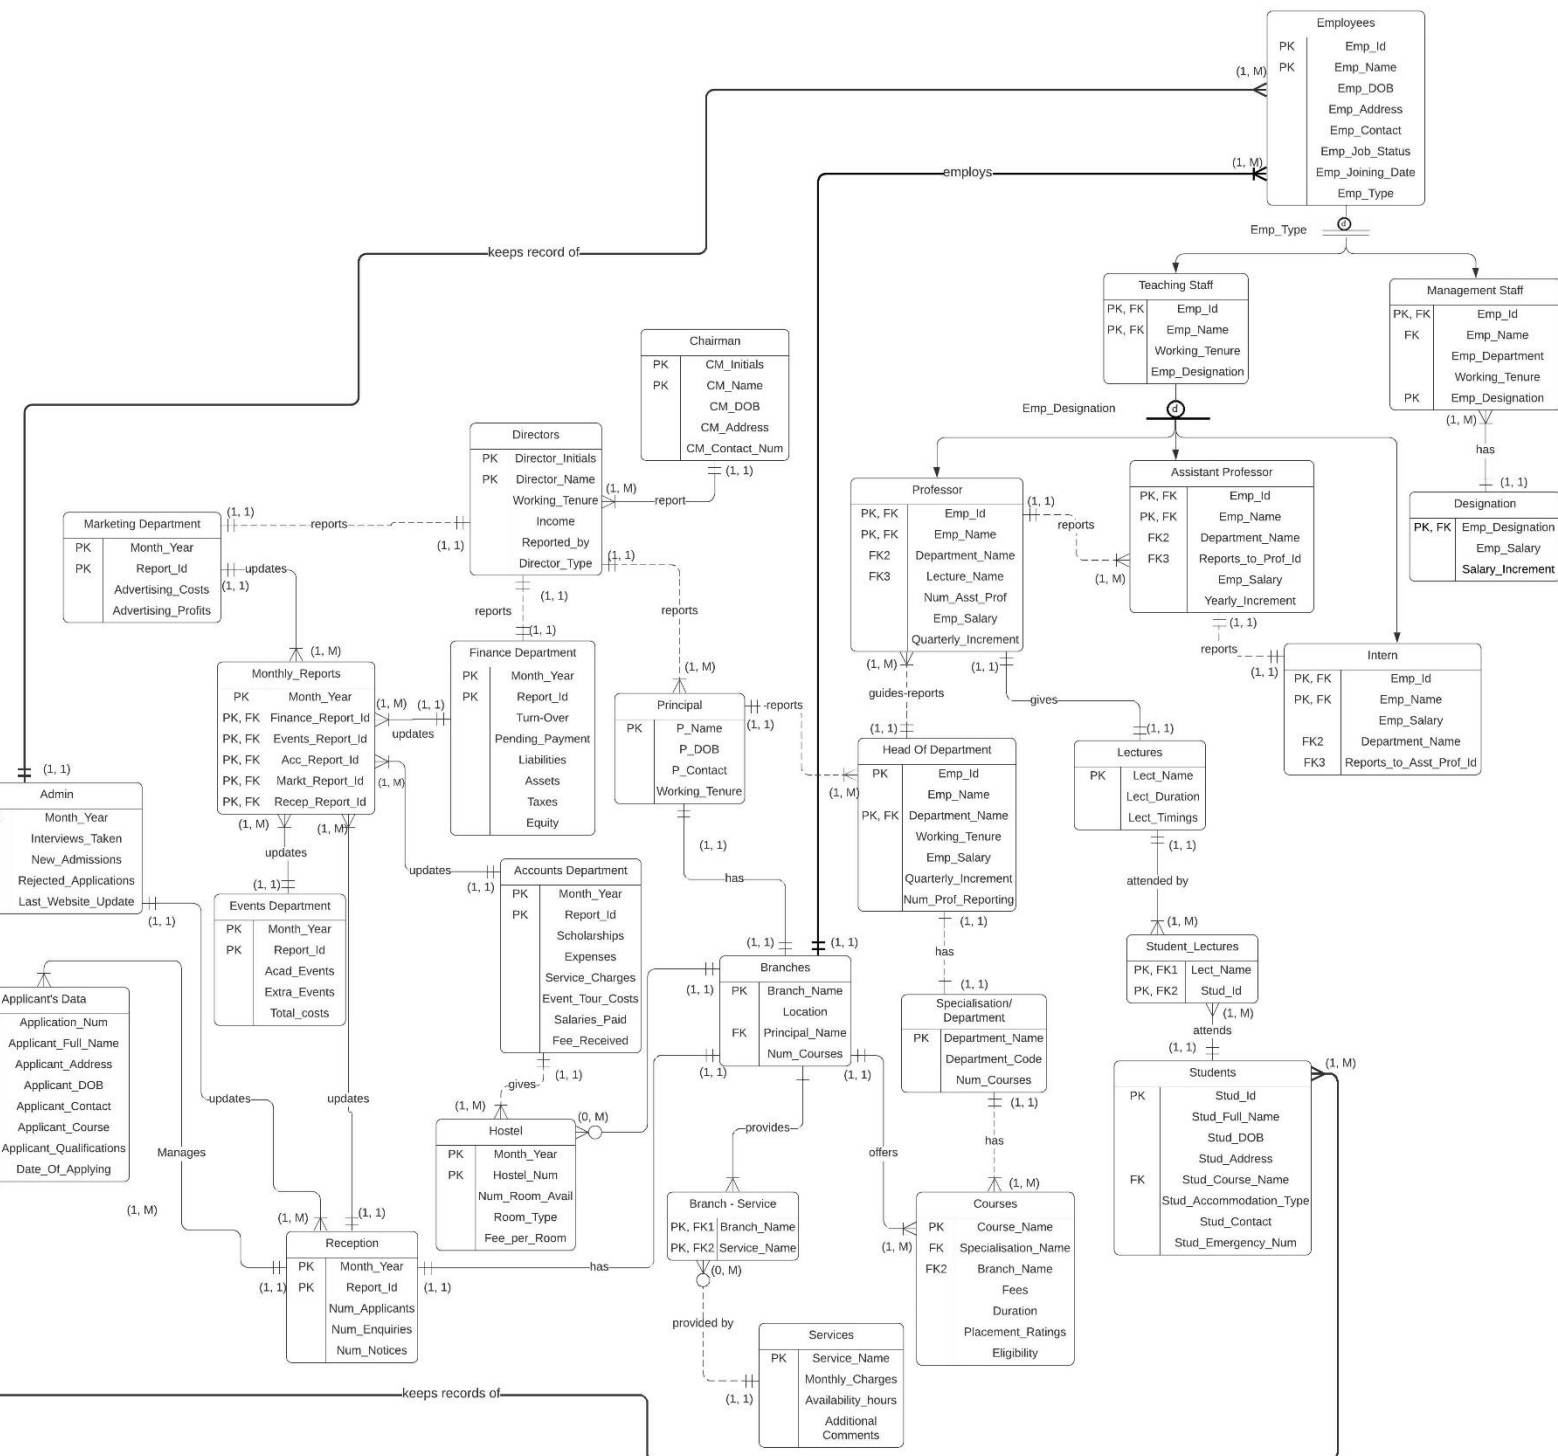 Employees
PK Emp_Id
PK Emp_Name
Emp_DOB
Emp_Address
Emp_Contact
Emp_Job_Status
Emp_Joining_Date
Emp_Type
(1, M)
(1, M)
employs
keeps record of
Emp_Type
d
Teaching Staff
PK, FK Emp_Id
PK, FK Emp_Name
Working_Tenure
Emp_Designation
Management Staff
PK, FK Emp_Id
FK Emp_Name
Emp_Department
Working_Tenure
PK Emp_Designation
(1, M)
has
(1, 1)
Designation
PK, FK Emp_Designation
Emp_Salary
Salary_Increment
Emp_Designation
d
Chairman
PK CM_Initials
PK CM_Name
CM_DOB
CM_Address
CM_Contact_Num
(1, 1)
report
(1, M)
Directors
PK Director_Initials
PK Director_Name
Working_Tenure
Income
Reported_by
Director_Type
(1, 1)
reports
(1, 1)
Marketing Department
PK Month_Year
PK Report_Id
Advertising_Costs
Advertising_Profits
updates
(1, 1)
(1, M)
(1, 1)
reports
(1, 1)
(1, 1)
reports
(1, M)
Professor
PK, FK Emp_Id
PK, FK Emp_Name
FK2 Department_Name
FK3 Lecture_Name
Num_Asst_Prof
Emp_Salary
Quarterly_Increment
(1, 1)
reports
(1, M)
Assistant Professor
PK, FK Emp_Id
PK, FK Emp_Name
FK2 Department_Name
FK3 Reports_to_Prof_Id
Emp_Salary
Yearly_Increment
(1, 1)
reports
(1, 1)
Intern
PK, FK Emp_Id
PK, FK Emp_Name
Emp_Salary
FK2 Department_Name
FK3 Reports_to_Asst_Prof_Id
Monthly_Reports
PK Month_Year
PK, FK Finance_Report_Id
PK, FK Events_Report_Id
PK, FK Acc_Report_Id
PK, FK Markt_Report_Id
PK, FK Recep_Report_Id
(1, M)
(1, 1)
updates
(1, M)
(1, M)
(1, M)
Finance Department
PK Month_Year
PK Report_Id
Turn-Over
Pending_Payment
Liabilities
Assets
Taxes
Equity
Principal
PK P_Name
P_DOB
P_Contact
Working_Tenure
reports
(1, 1)
(1, M)
(1, M)
guides-reports
(1, 1)
(1, 1)
gives
(1, 1)
Head Of Department
PK Emp_Id
Emp_Name
PK, FK Department_Name
Working_Tenure
Emp_Salary
Quarterly_Increment
Num_Prof_Reporting
Lectures
PK Lect_Name
Lect_Duration
Lect_Timings
(1, 1)
attended by
(1, M)
Student_Lectures
PK, FK1 Lect_Name
PK, FK2 Stud_Id
(1, M)
attends
(1, 1)
(1, 1)
Admin
Month_Year
Interviews_Taken
New_Admissions
Rejected_Applications
Last_Website_Update
(1, 1)
updates
(1, 1)
Events Department
PK Month_Year
PK Report_Id
Acad_Events
Extra_Events
Total_costs
updates
(1, 1)
Accounts Department
PK Month_Year
PK Report_Id
Scholarships
Expenses
Service_Charges
Event_Tour_Costs
Salaries_Paid
Fee_Received
(1, 1)
has
(1, 1)
(1, 1)
Branches
PK Branch_Name
Location
FK Principal_Name
Num_Courses
(1, 1)
(1, 1)
(1, 1)
(1, 1)
has
(1, 1)
Specialisation/
Department
PK Department_Name
Department_Code
Num_Courses
(1, 1)
has
(1, M)
Students
PK Stud_Id
Stud_Full_Name
Stud_DOB
Stud_Address
FK Stud_Course_Name
Stud_Accommodation_Type
Stud_Contact
Stud_Emergency_Num
(1, M)
Applicant's Data
Application_Num
Applicant_Full_Name
Applicant_Address
Applicant_DOB
Applicant_Contact
Applicant_Course
Applicant_Qualifications
Date_Of_Applying
Manages
(1, M)
updates
updates
(1, M)
(1, 1)
gives
(1, 1)
(1, M)
Hostel
PK Month_Year
PK Hostel_Num
Num_Room_Avail
Room_Type
Fee_per_Room
(0, M)
provides
offers
(1, M)
Branch - Service
PK, FK1 Branch_Name
PK, FK2 Service_Name
(0, M)
provided by
(1, 1)
Courses
PK Course_Name
FK Specialisation_Name
FK2 Branch_Name
Fees
Duration
Placement_Ratings
Eligibility
Reception
PK Month_Year
PK Report_Id
Num_Applicants
Num_Enquiries
Num_Notices
(1, 1)
(1, 1)
has
Services
PK Service_Name
Monthly_Charges
Availability_hours
Additional
Comments
keeps records of